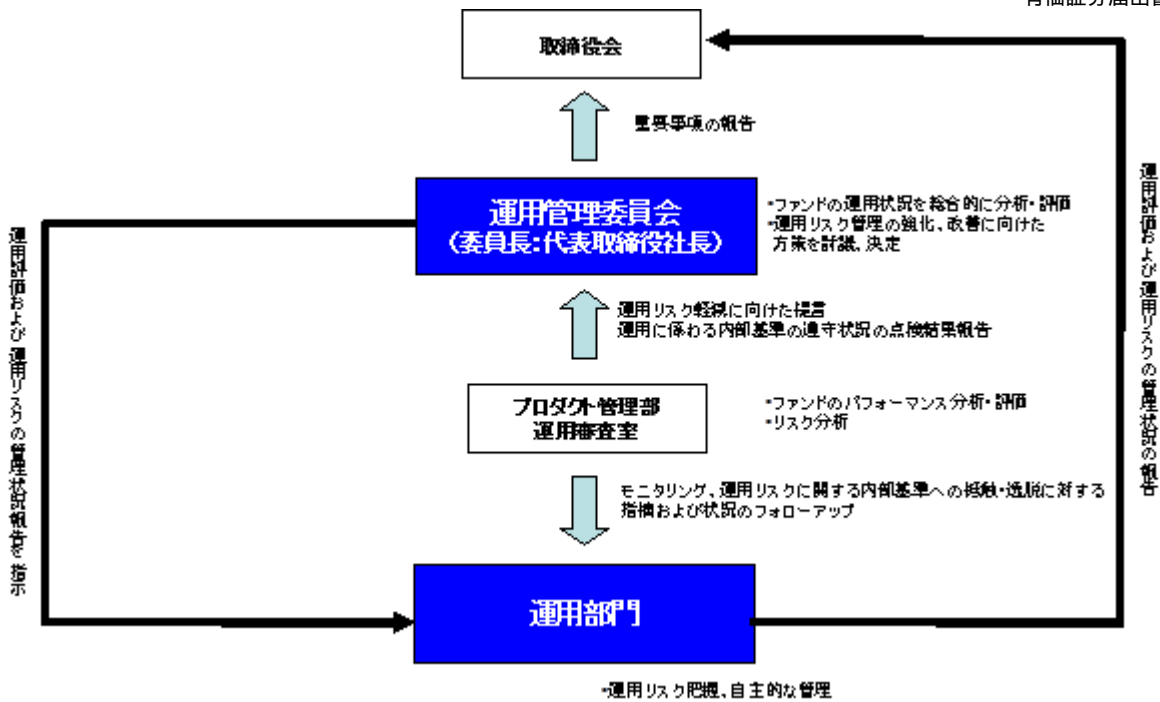 取締役会
重要事項の報告
運用管理委員会
(委員長:代表取締役社長)
・ファンドの運用状況を総合的に分析・評価
・運用リスク管理の強化、改善に向けた
方策を討議、決定
運用リスク軽減に向けた提言
運用に係わる内部基準の遵守状況の点検結果報告
プロダクト管理部
運用審査室
・ファンドのパフォーマンス分析・評価
・リスク分析
モニタリング、運用リスクに関する内部基準への抵触・逸脱に対する
指摘および状況のフォローアップ
運用部門
・運用リスク把握、自主的な管理
運用評価および運用リスクの管理状況報告を指示
運用評価および運用リスクの管理状況の報告